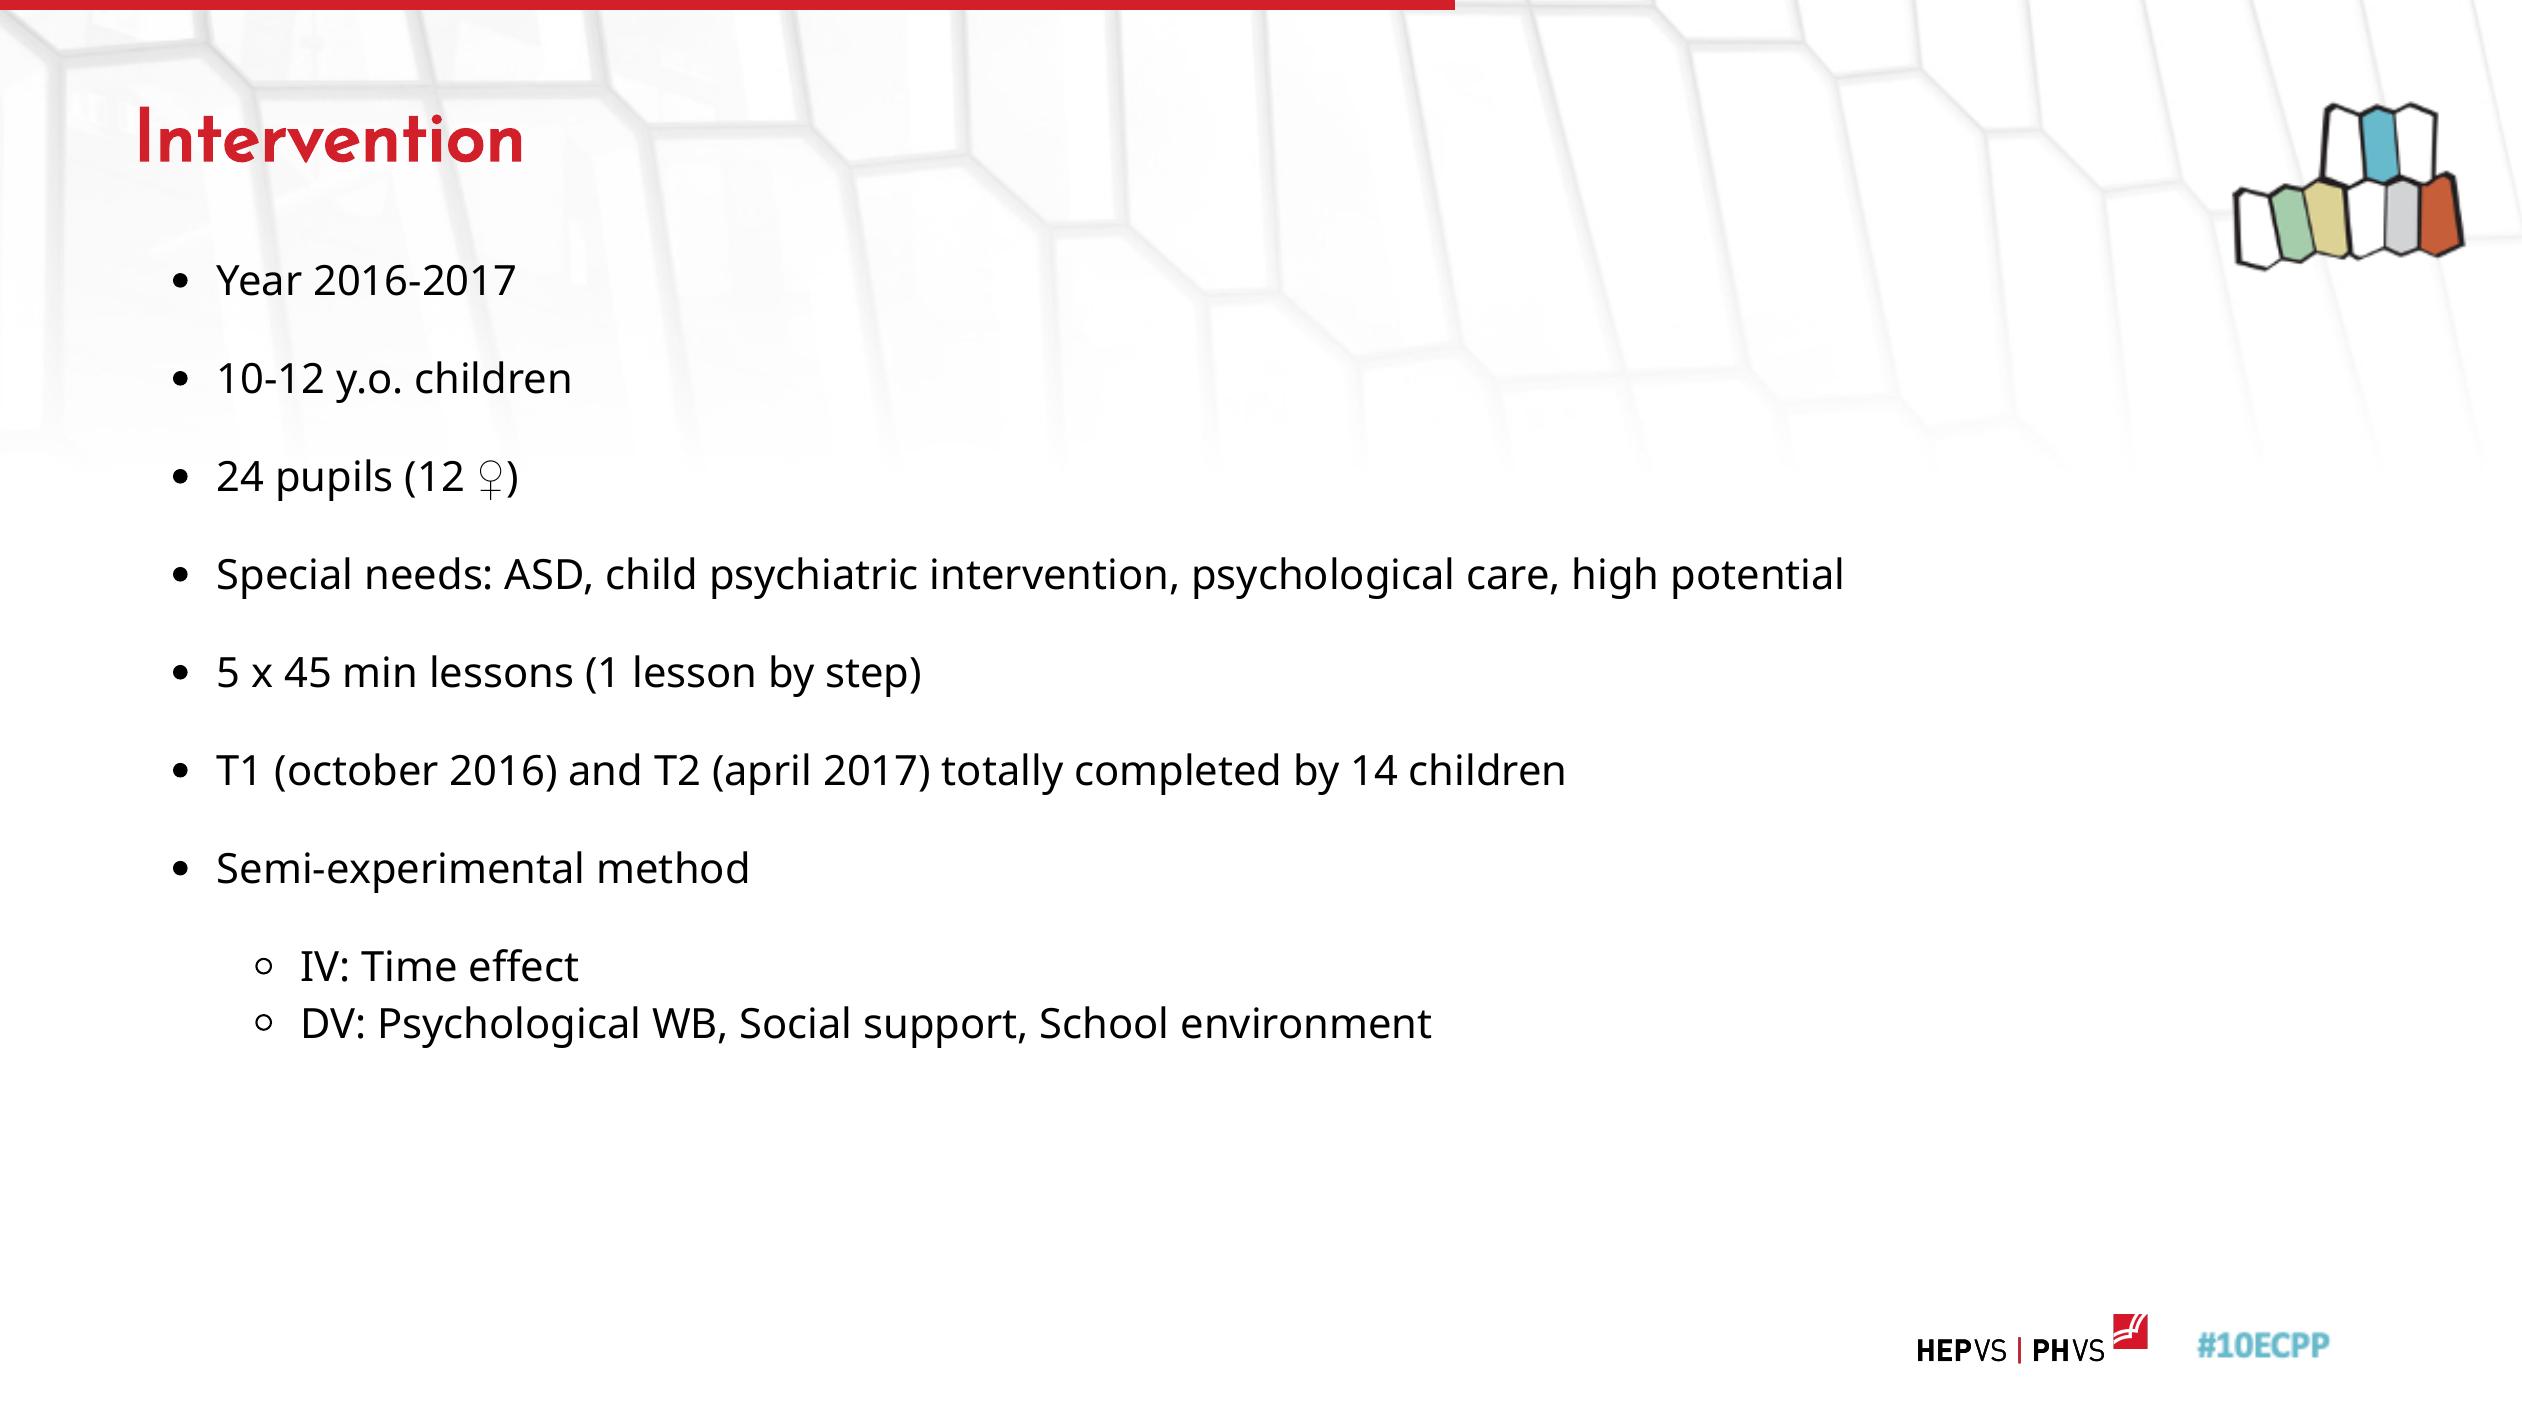 Intervention
• Year 2016-2017
• 10-12 y.o. children
• 24 pupils (12 ♀)
• Special needs: ASD, child psychiatric intervention, psychological care, high potential
• 5 x 45 min lessons (1 lesson by step)
• T1 (october 2016) and T2 (april 2017) totally completed by 14 children
• Semi-experimental method
○ IV: Time effect
○ DV: Psychological WB, Social support, School environment
HEPVS | PHVS #10ECPP